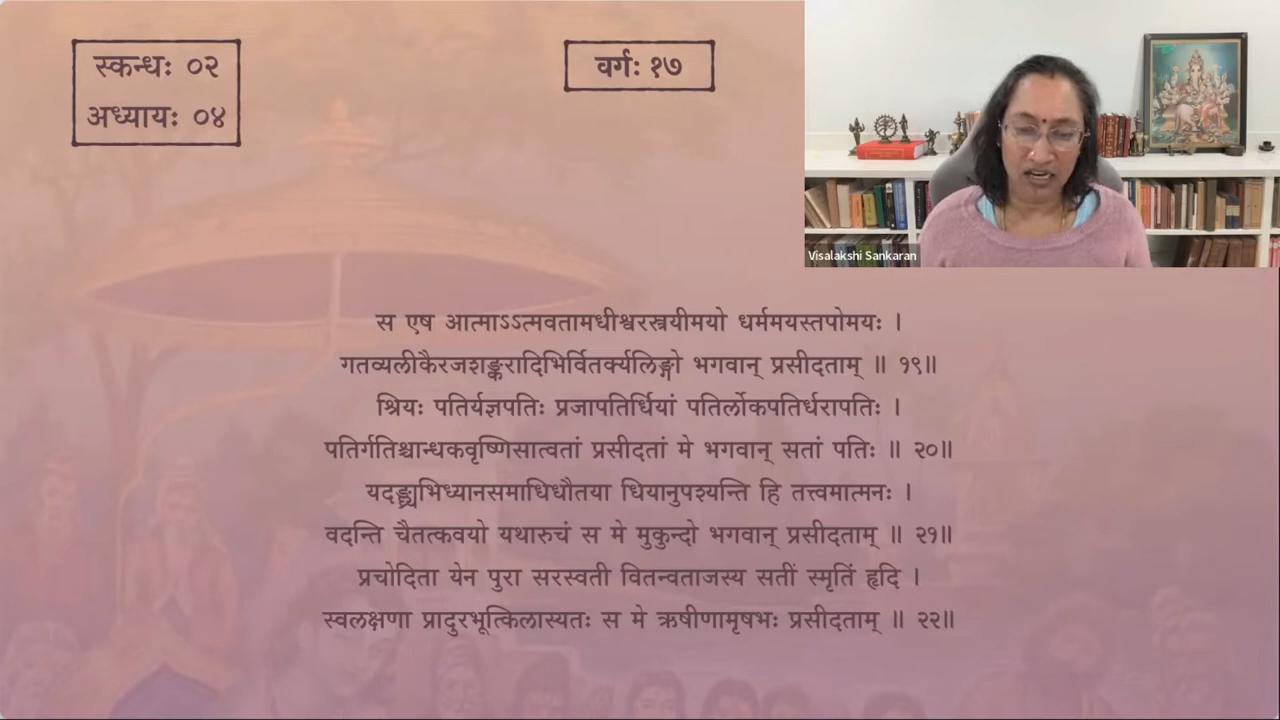 स्कन्धः ०२
अध्यायः ०४
वर्गः १७
Visalakshi Sankaran
स एष आत्माऽऽत्मवतामधीश्वरस्त्रयीमयो धर्ममयस्तपोमयः ।
गतव्यलीकैरजशङ्करादिभिर्वितर्क्यलिङ्गो भगवान् प्रसीदताम् ॥ १९॥
श्रियः पतिर्यज्ञपतिः प्रजापतिर्धियां पतिर्लोकपतिर्धरापतिः ।
पतिर्गतिश्चान्धकवृष्णिसात्वतां प्रसीदतां मे भगवान् सतां पतिः ॥ २०॥
यदङ्घ्र्यभिध्यानसमाधिधौतया धियानुपश्यन्ति हि तत्त्वमात्मनः ।
वदन्ति चैतत्कवयो यथारुचं स मे मुकुन्दो भगवान् प्रसीदताम् ॥ २१॥
प्रचोदिता येन पुरा सरस्वती वितन्वताजस्य सतीं स्मृतिं हृदि ।
स्वलक्षणा प्रादुरभूत्किलास्यतः स मे ऋषीणामृषभः प्रसीदताम् ॥ २२॥